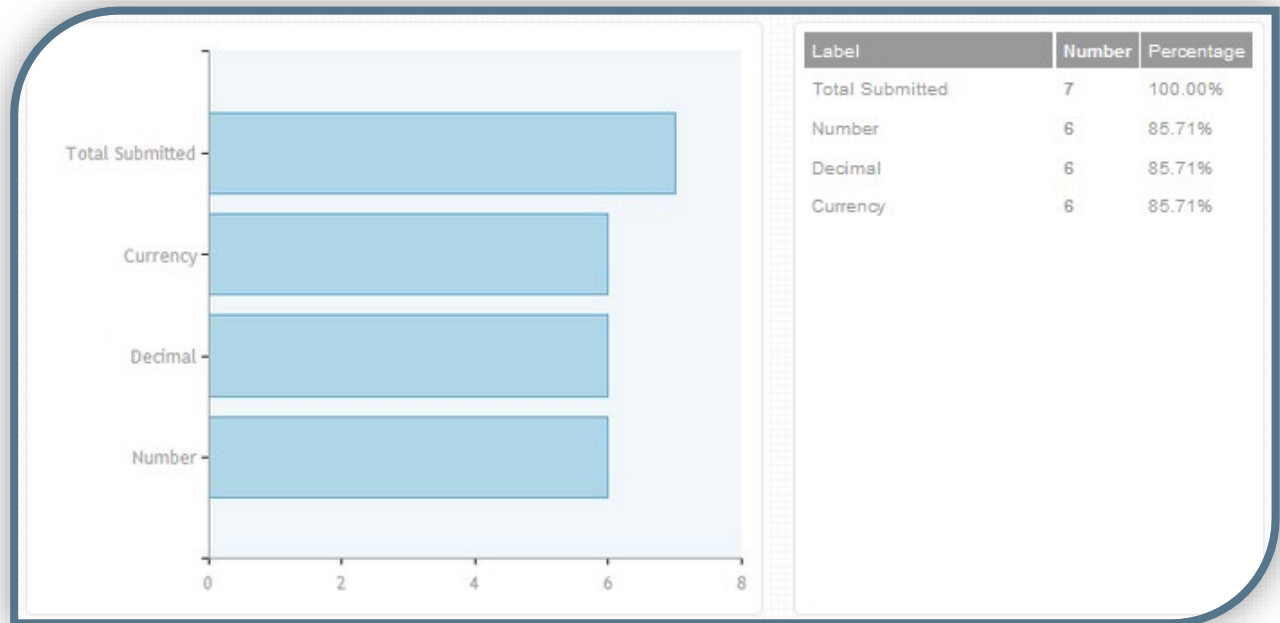 Total Submitted
Currency
Decimal
Number
0 2 4 6 8
Label Number Percentage
Total Submitted 7 100.00%
Number 6 85.71%
Decimal 6 85.71%
Currency 6 85.71%